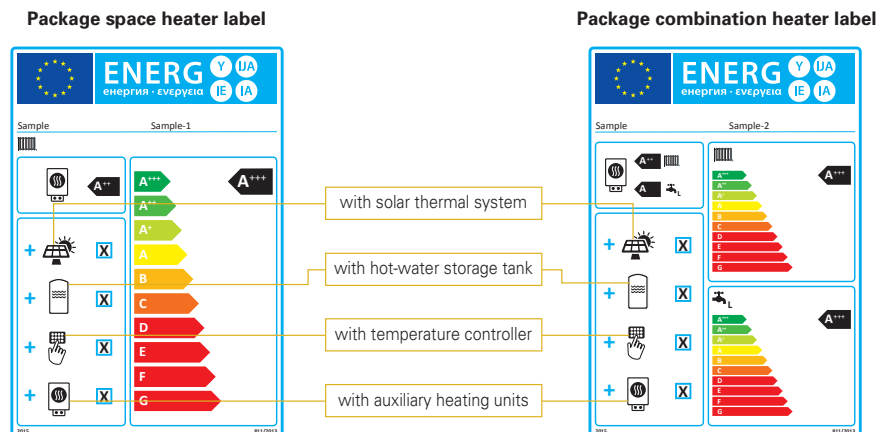 Package space heater label
ENERG Y IJA
енергия · ενεργεια IE IA
Sample Sample-1
A++
A+++
A++
A+
A
B
C
D
E
F
G
A+++
+ X
+ X
+ X
+ X
2015 811/2013
with solar thermal system
with hot-water storage tank
with temperature controller
with auxiliary heating units
Package combination heater label
ENERG Y IJA
енергия · ενεργεια IE IA
Sample Sample-2
A++
A L
+ X
+ X
+ X
+ X
A+++
A++
A+
A
B
C
D
E
F
G
A+++
L
A+++
A++
A+
A
B
C
D
E
F
G
A+++
2015 811/2013